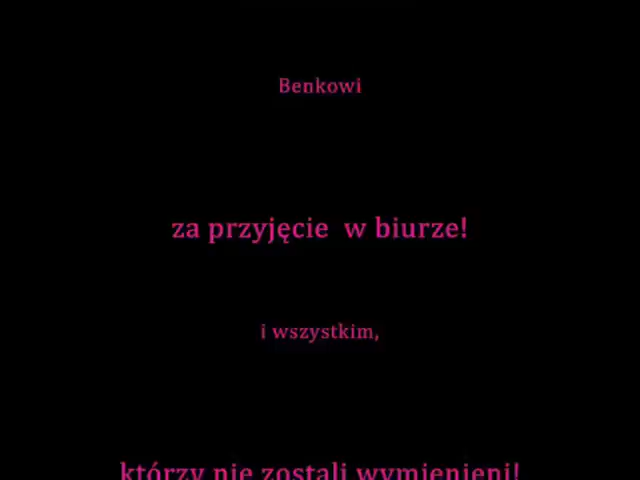 Benkowi
za przyjęcie w biurze!
i wszystkim,
którzy nie zostali wymienieni!